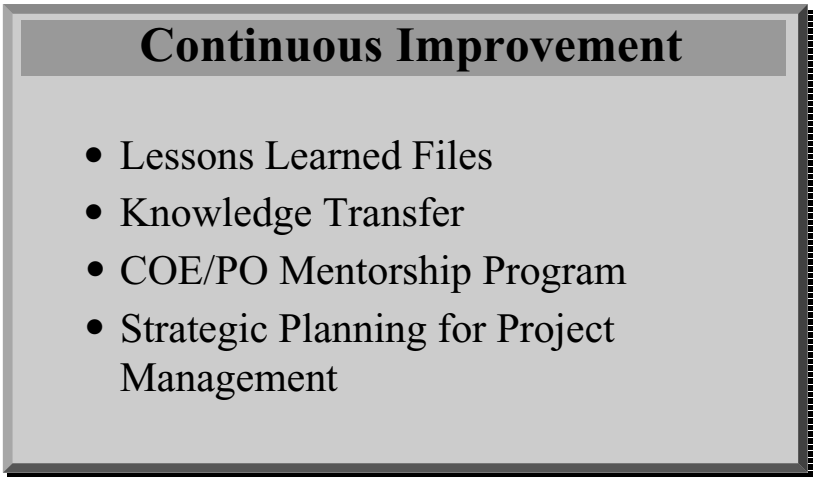 Continuous Improvement
• Lessons Learned Files
• Knowledge Transfer
• COE/PO Mentorship Program
• Strategic Planning for Project
Management